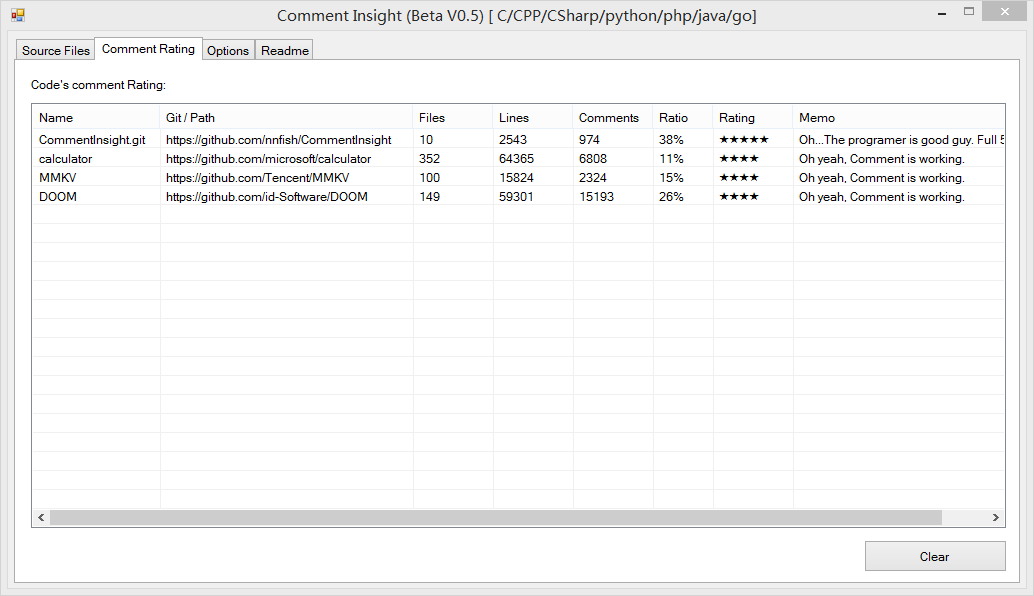 Comment Insight (Beta V0.5) [ C/CPP/CSharp/python/php/java/go]
Source Files Comment Rating Options Readme
Code's comment Rating:
Name Git / Path Files Lines Comments Ratio Rating Memo
CommentInsight.git https://github.com/nnfish/CommentInsight 10 2543 974 38% ★★★★★ Oh...The programer is good guy. Full 5
calculator https://github.com/microsoft/calculator 352 64365 6808 11% ★★★★ Oh yeah, Comment is working.
MMKV https://github.com/Tencent/MMKV 100 15824 2324 15% ★★★★ Oh yeah, Comment is working.
DOOM https://github.com/id-Software/DOOM 149 59301 15193 26% ★★★★ Oh yeah, Comment is working.
Clear